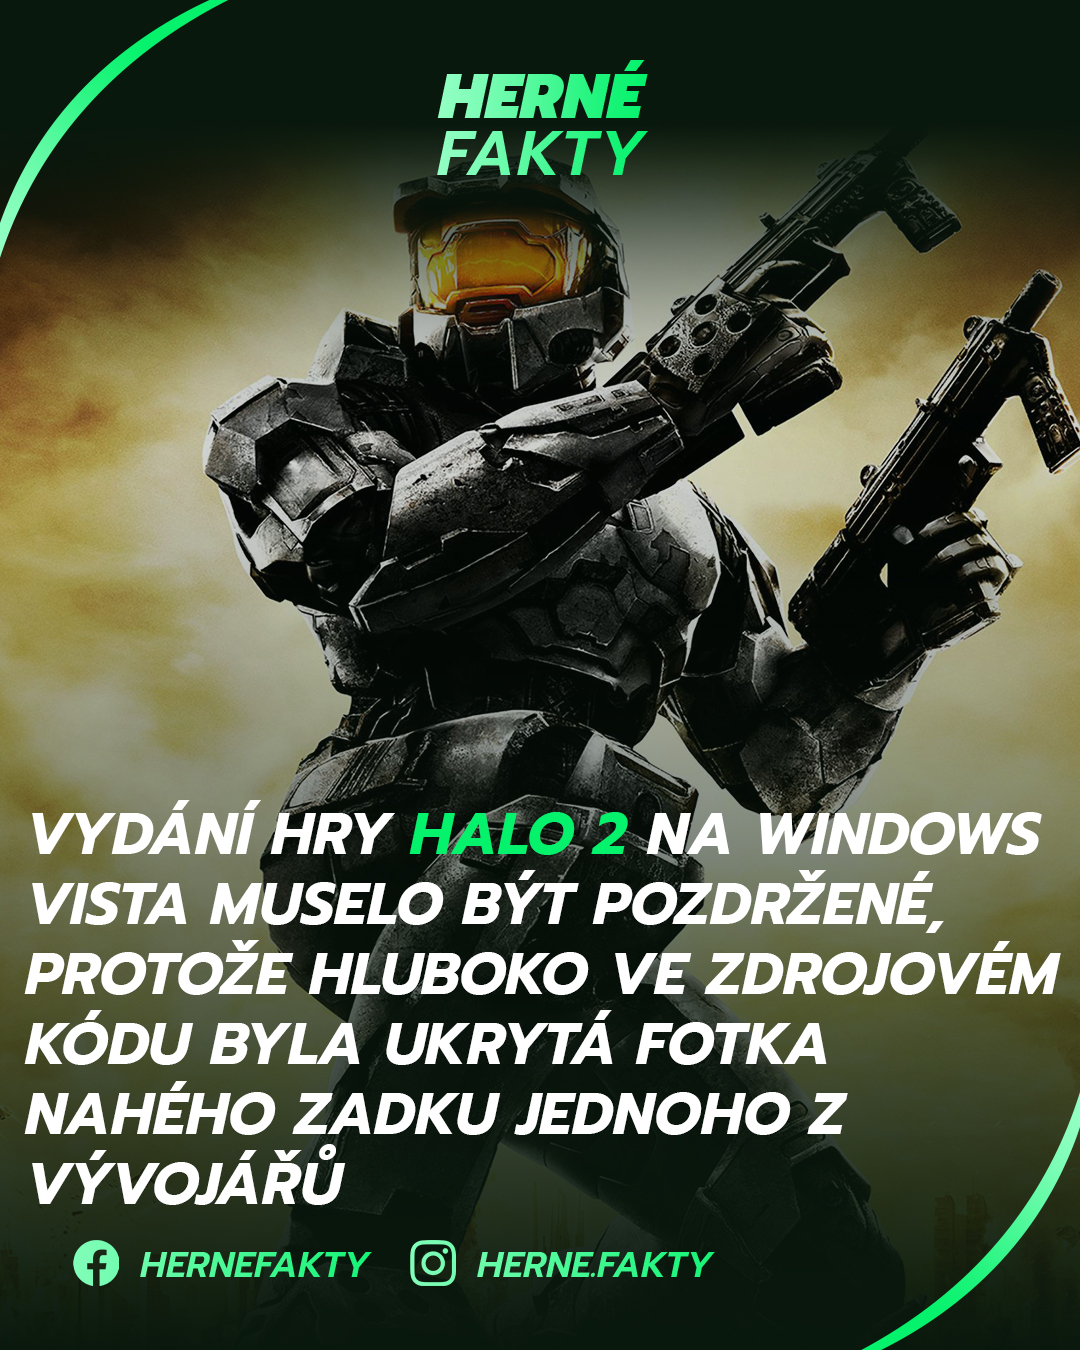 HERNÉ
FAKTY
VYDÁNÍ HRY HALO 2 NA WINDOWS
VISTA MUSELO BÝT POZDRŽENÉ,
PROTOŽE HLUBOKO VE ZDROJOVÉM
KÓDU BYLA UKRYTÁ FOTKA
NAHÉHO ZADKU JEDNOHO Z
VÝVOJÁŘŮ
HERNEFAKTY HERNE.FAKTY